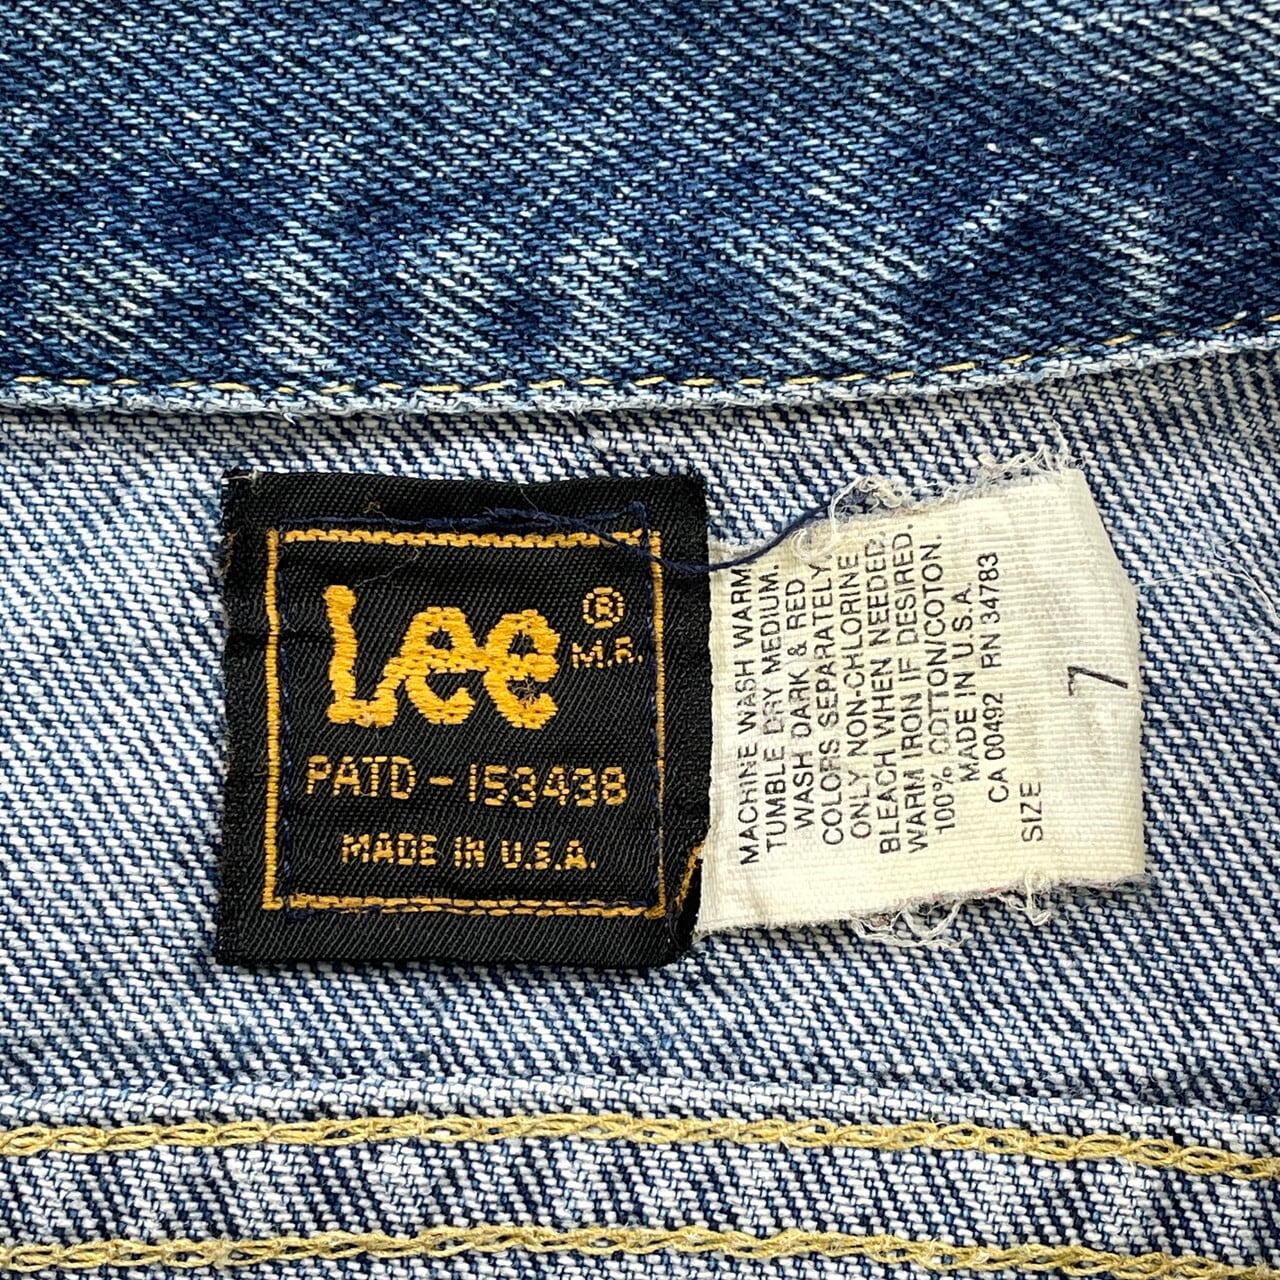 Lee ®
M.R.
PATD-153438
MADE IN U.S.A.
MACHINE WASH WARM
TUMBLE DRY MEDIUM.
WASH DARK & RED
COLORS SEPARATELY.
ONLY NON-CHLORINE
BLEACH WHEN NEEDED.
WARM IRON IF DESIRED.
100% COTTON/COTON.
MADE IN U.S.A.
CA 00492 RN 34783
SIZE 7